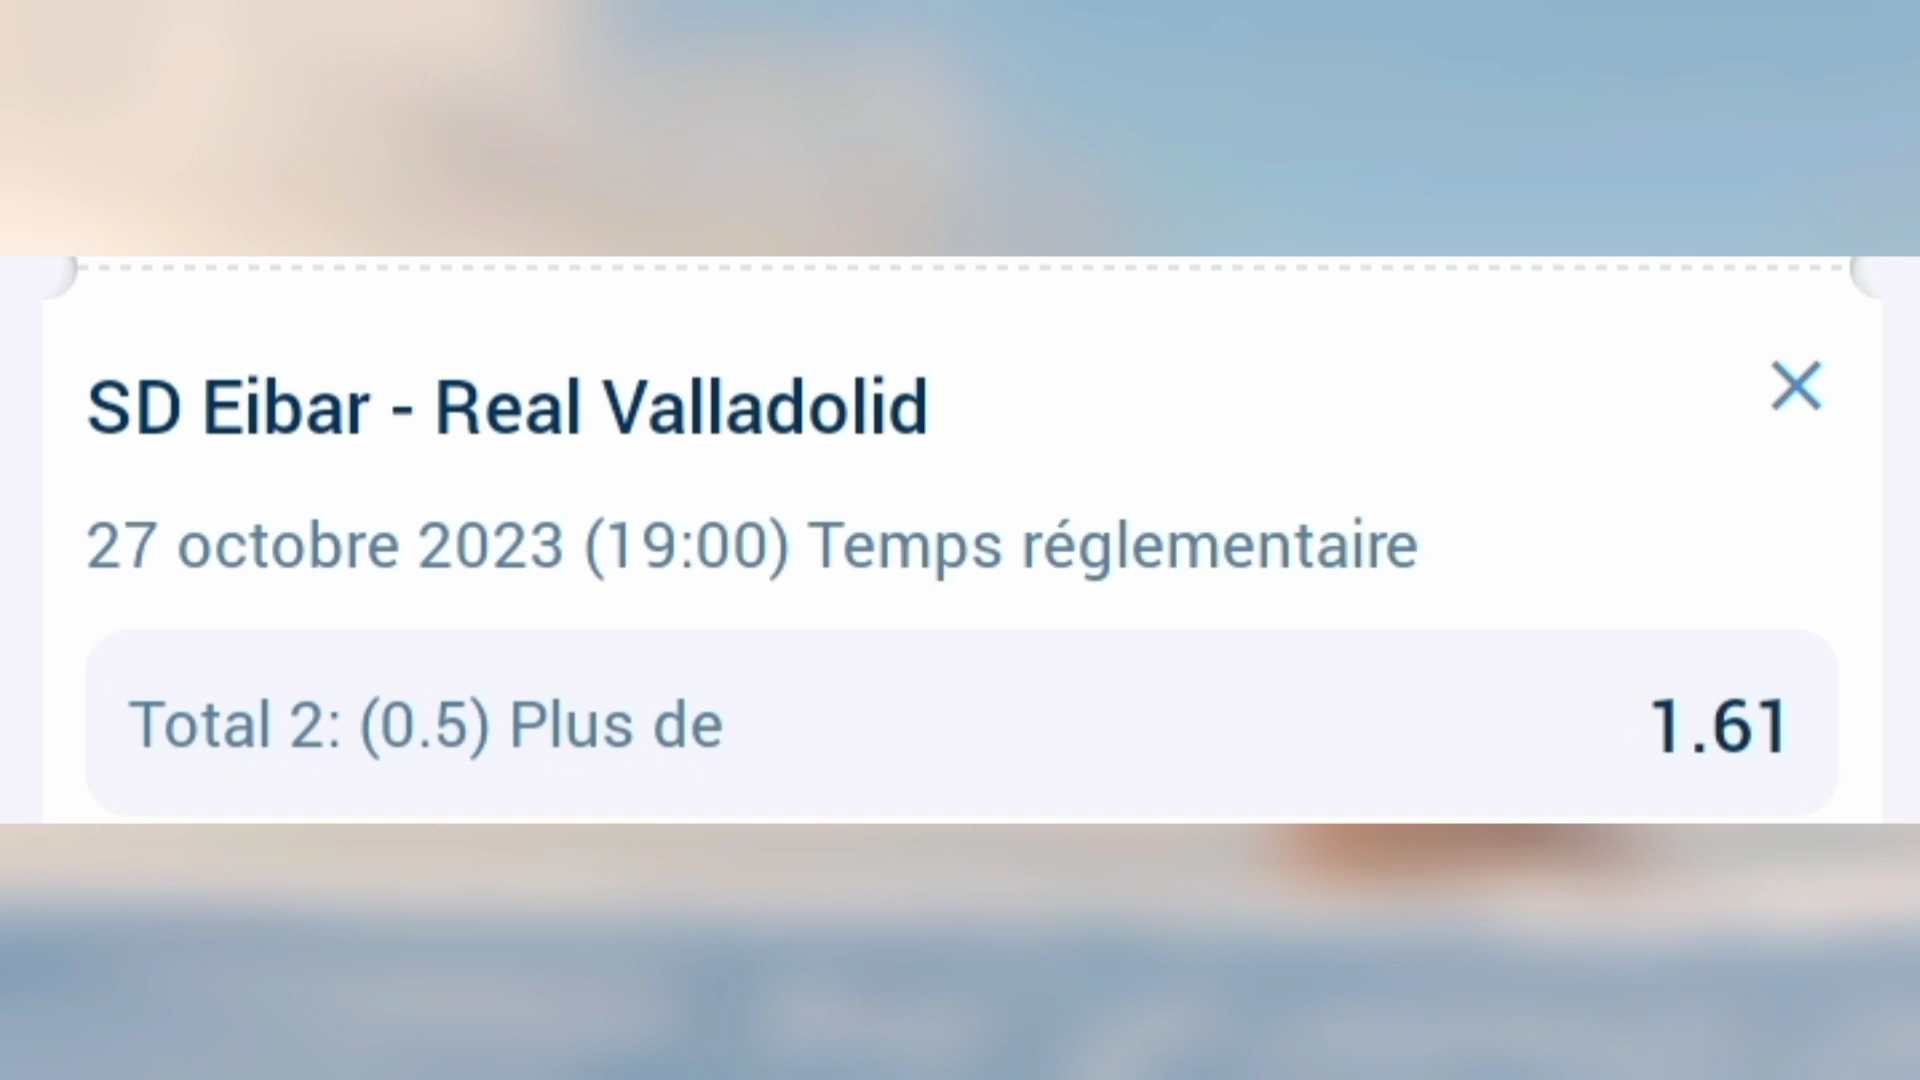 SD Eibar - Real Valladolid
27 octobre 2023 (19:00) Temps réglementaire
Total 2: (0.5) Plus de 1.61